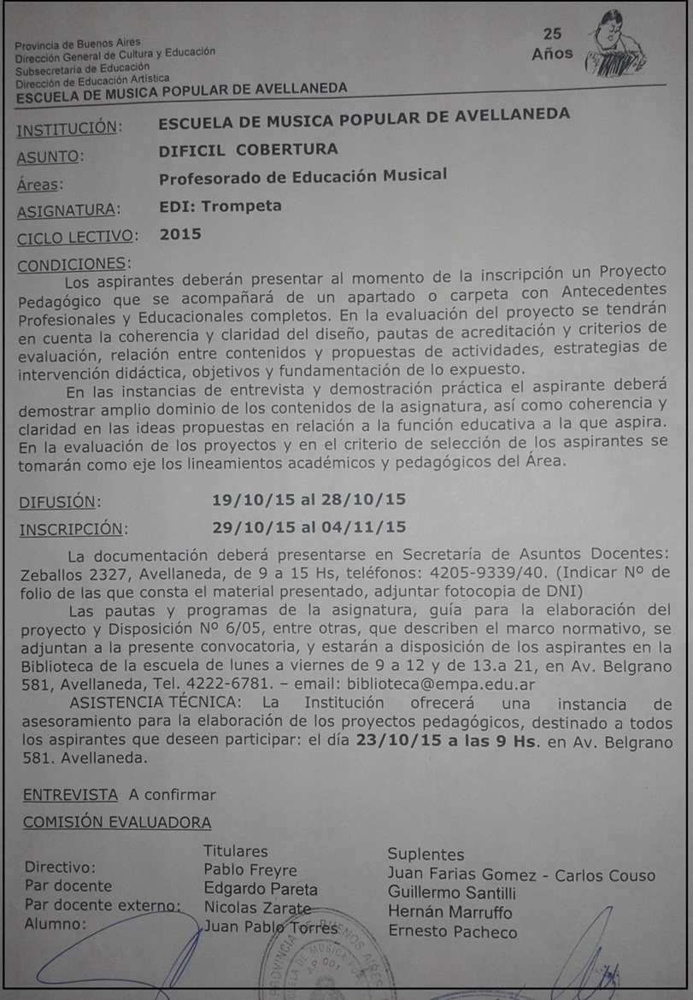 Provincia de Buenos Aires
Dirección General de Cultura y Educación
Subsecretaría de Educación
Dirección de Educación Artística
ESCUELA DE MUSICA POPULAR DE AVELLANEDA
25
Años
INSTITUCIÓN: ESCUELA DE MUSICA POPULAR DE AVELLANEDA
ASUNTO: DIFICIL COBERTURA
Áreas: Profesorado de Educación Musical
ASIGNATURA: EDI: Trompeta
CICLO LECTIVO: 2015
CONDICIONES:
Los aspirantes deberán presentar al momento de la inscripción un Proyecto
Pedagógico que se acompañará de un apartado o carpeta con Antecedentes
Profesionales y Educacionales completos. En la evaluación del proyecto se tendrán
en cuenta la coherencia y claridad del diseño, pautas de acreditación y criterios de
evaluación, relación entre contenidos y propuestas de actividades, estrategias de
intervención didáctica, objetivos y fundamentación de lo expuesto.
En las instancias de entrevista y demostración práctica el aspirante deberá
demostrar amplio dominio de los contenidos de la asignatura, así como coherencia y
claridad en las ideas propuestas en relación a la función educativa a la que aspira.
En la evaluación de los proyectos y en el criterio de selección de los aspirantes se
tomarán como eje los lineamientos académicos y pedagógicos del Área.
DIFUSIÓN: 19/10/15 al 28/10/15
INSCRIPCIÓN: 29/10/15 al 04/11/15
La documentación deberá presentarse en Secretaría de Asuntos Docentes:
Zeballos 2327, Avellaneda, de 9 a 15 Hs, teléfonos: 4205-9339/40. (Indicar Nº de
folio de las que consta el material presentado, adjuntar fotocopia de DNI)
Las pautas y programas de la asignatura, guía para la elaboración del
proyecto y Disposición Nº 6/05, entre otras, que describen el marco normativo, se
adjuntan a la presente convocatoria, y estarán a disposición de los aspirantes en la
Biblioteca de la escuela de lunes a viernes de 9 a 12 y de 13.a 21, en Av. Belgrano
581, Avellaneda, Tel. 4222-6781. – email: biblioteca@empa.edu.ar
ASISTENCIA TÉCNICA: La Institución ofrecerá una instancia de
asesoramiento para la elaboración de los proyectos pedagógicos, destinado a todos
los aspirantes que deseen participar: el día 23/10/15 a las 9 Hs. en Av. Belgrano
581. Avellaneda.
ENTREVISTA A confirmar
COMISIÓN EVALUADORA
Titulares Suplentes
Directivo: Pablo Freyre Juan Farias Gomez - Carlos Couso
Par docente Edgardo Pareta Guillermo Santilli
Par docente externo: Nicolas Zarate Hernán Marruffo
Alumno: Juan Pablo Torres Ernesto Pacheco
PROVINCIA DE BUENOS AIRES